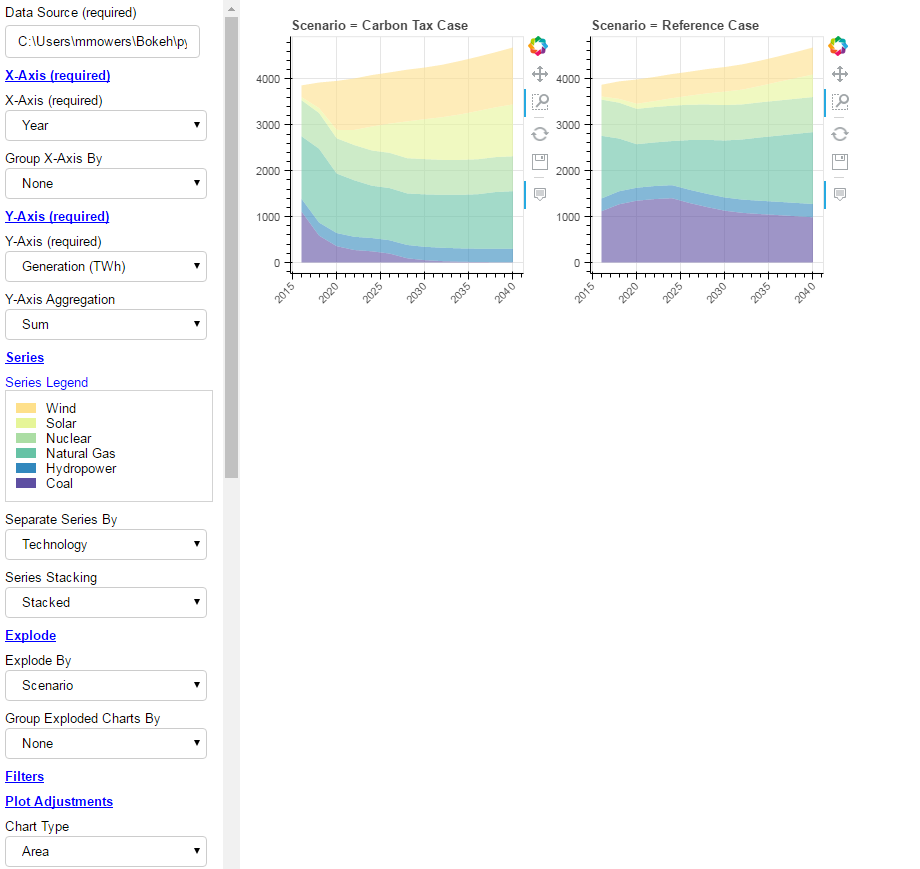 Data Source (required)
C:\Users\mmowers\Bokeh\py
X-Axis (required)
X-Axis (required)
Year
Group X-Axis By
None
Y-Axis (required)
Y-Axis (required)
Generation (TWh)
Y-Axis Aggregation
Sum
Series
Series Legend
Wind
Solar
Nuclear
Natural Gas
Hydropower
Coal
Separate Series By
Technology
Series Stacking
Stacked
Explode
Explode By
Scenario
Group Exploded Charts By
None
Filters
Plot Adjustments
Chart Type
Area
Scenario = Carbon Tax Case
4000
3000
2000
1000
0
2015 2020 2025 2030 2035 2040
Scenario = Reference Case
4000
3000
2000
1000
0
2015 2020 2025 2030 2035 2040